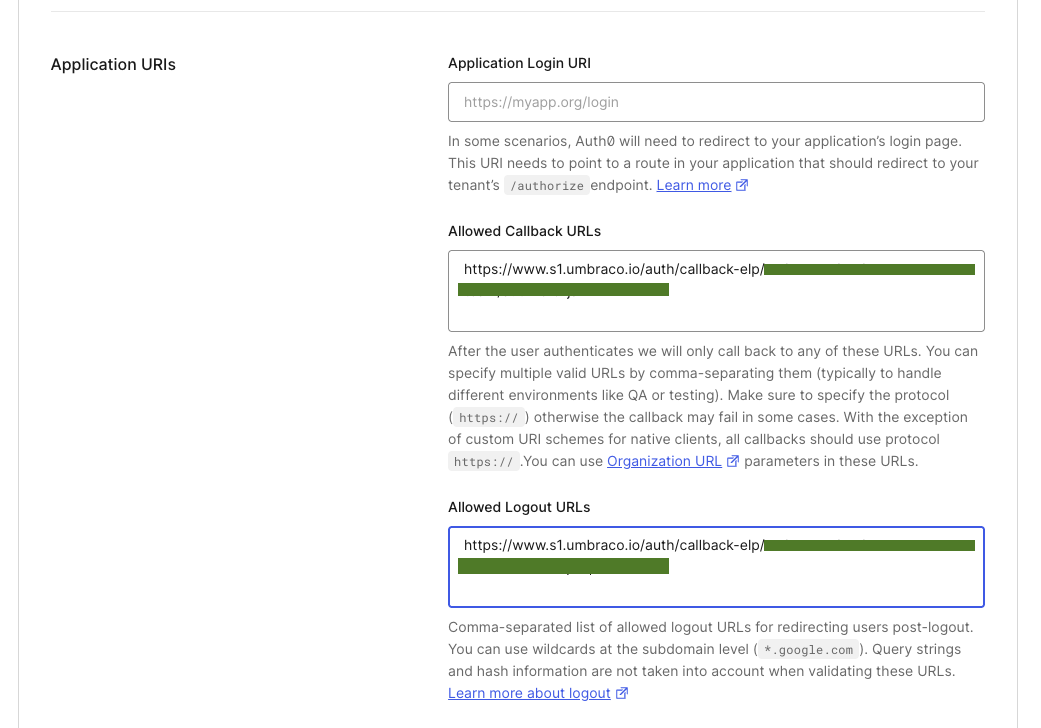 Application URIs
Application Login URI
https://myapp.org/login
In some scenarios, Auth0 will need to redirect to your application’s login page.
This URI needs to point to a route in your application that should redirect to your
tenant’s /authorize endpoint. Learn more
Allowed Callback URLs
https://www.s1.umbraco.io/auth/callback-elp/
After the user authenticates we will only call back to any of these URLs. You can
specify multiple valid URLs by comma-separating them (typically to handle
different environments like QA or testing). Make sure to specify the protocol
(https://) otherwise the callback may fail in some cases. With the exception
of custom URI schemes for native clients, all callbacks should use protocol
https://.You can use Organization URL parameters in these URLs.
Allowed Logout URLs
https://www.s1.umbraco.io/auth/callback-elp/
Comma-separated list of allowed logout URLs for redirecting users post-logout.
You can use wildcards at the subdomain level (*.google.com). Query strings
and hash information are not taken into account when validating these URLs.
Learn more about logout